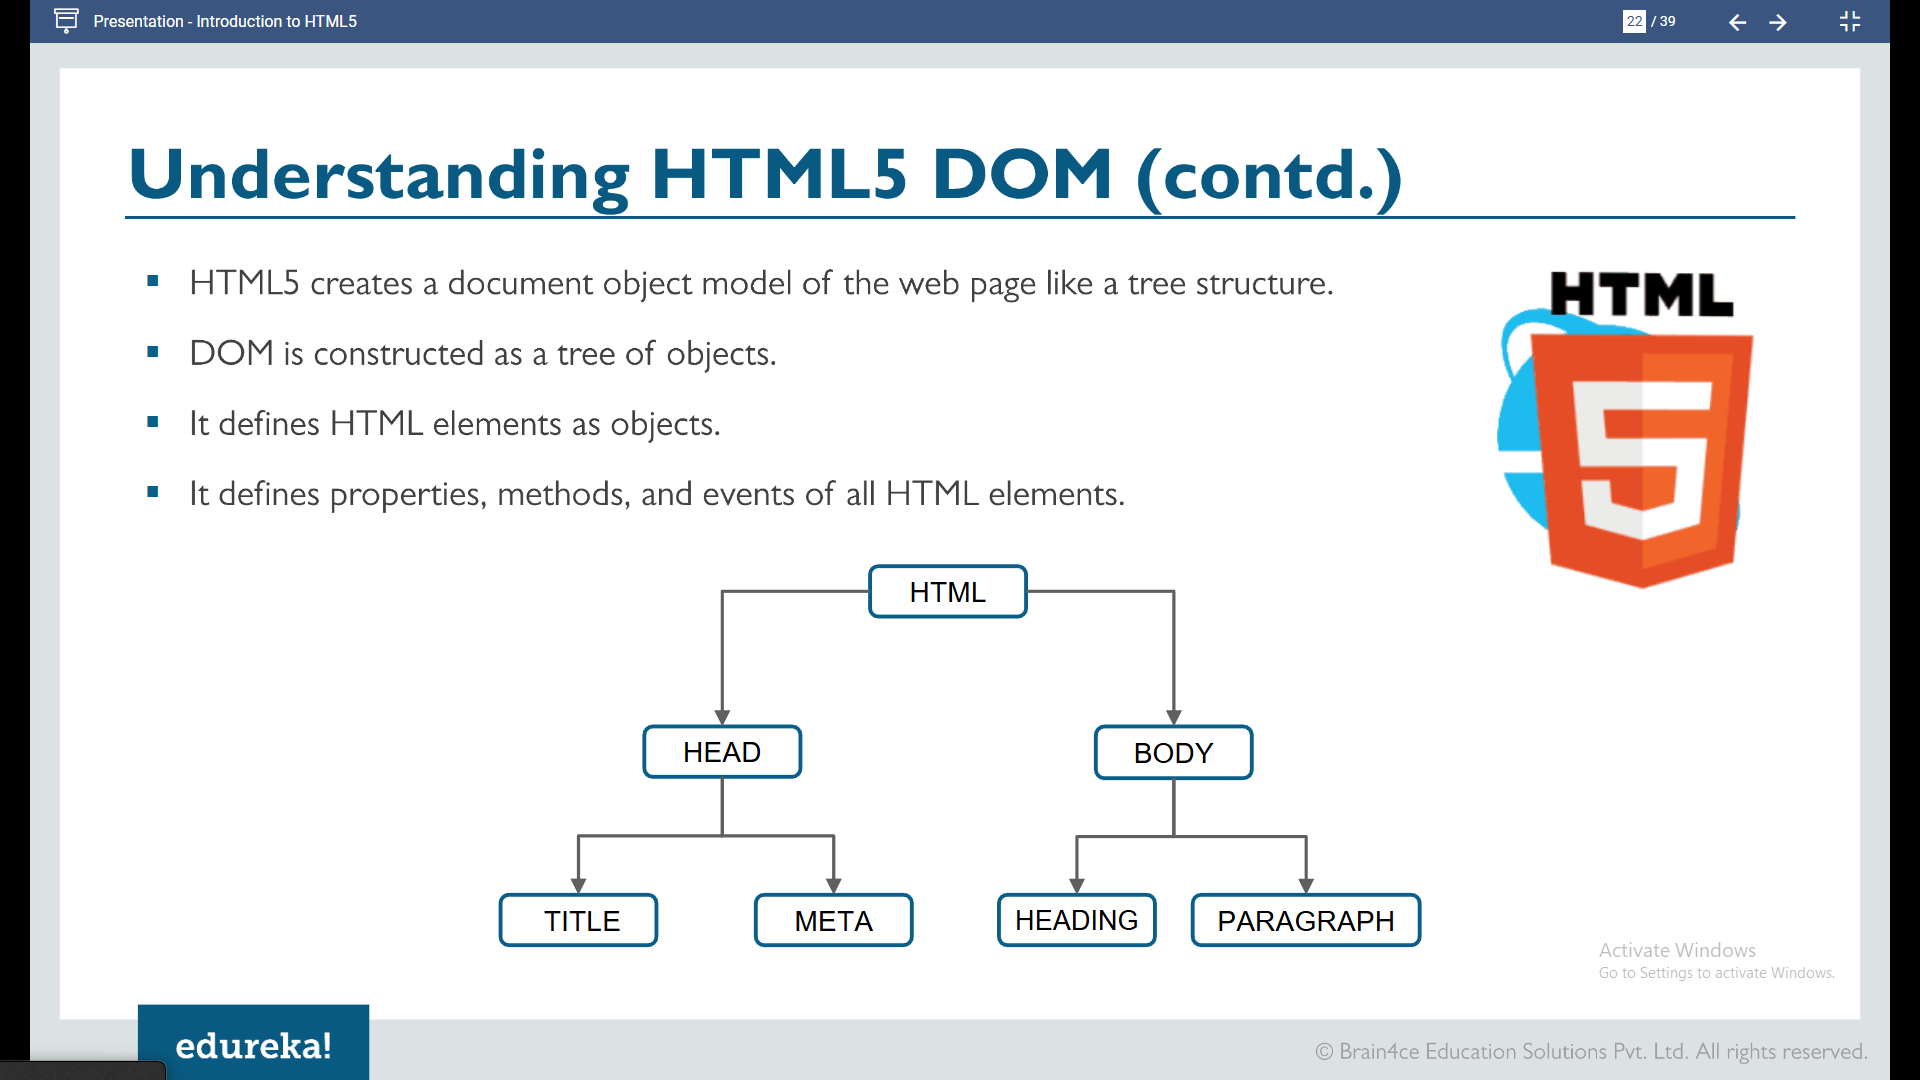 Presentation - Introduction to HTML5
22 / 39
Understanding HTML5 DOM (contd.)
HTML5 creates a document object model of the web page like a tree structure.
DOM is constructed as a tree of objects.
It defines HTML elements as objects.
It defines properties, methods, and events of all HTML elements.
HTML
5
HTML
HEAD
BODY
TITLE
META
HEADING
PARAGRAPH
Activate Windows
Go to Settings to activate Windows.
edureka!
© Brain4ce Education Solutions Pvt. Ltd. All rights reserved.